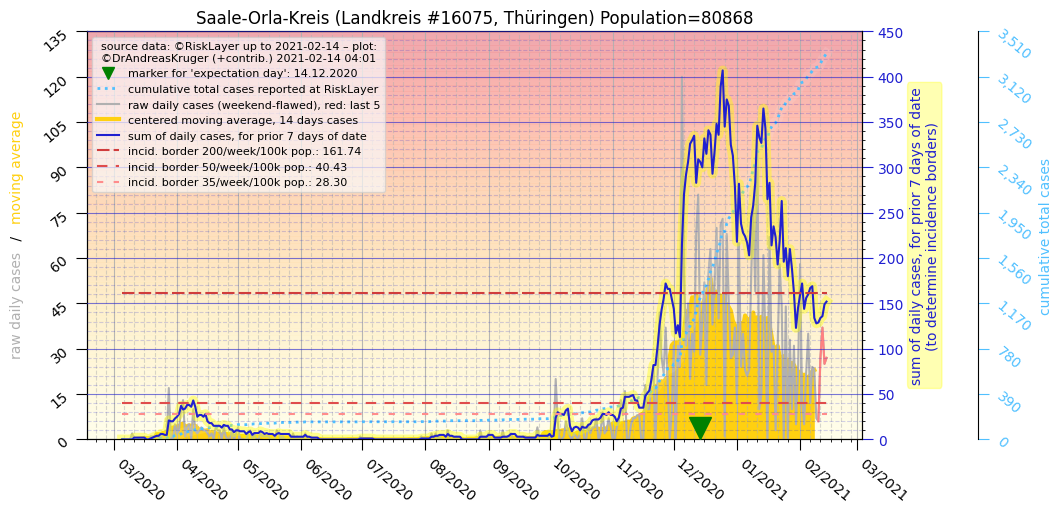 Saale-Orla-Kreis (Landkreis #16075, Thüringen) Population=80868
source data: ©RiskLayer up to 2021-02-14 – plot:
©DrAndreasKruger (+contrib.) 2021-02-14 04:01
marker for 'expectation day': 14.12.2020
cumulative total cases reported at RiskLayer
raw daily cases (weekend-flawed), red: last 5
centered moving average, 14 days cases
sum of daily cases, for prior 7 days of date
incid. border 200/week/100k pop.: 161.74
incid. border 50/week/100k pop.: 40.43
incid. border 35/week/100k pop.: 28.30
raw daily cases / moving average
135
120
105
90
75
60
45
30
15
0
03/2020
04/2020
05/2020
06/2020
07/2020
08/2020
09/2020
10/2020
11/2020
12/2020
01/2021
02/2021
03/2021
450
400
350
300
250
200
150
100
50
0
sum of daily cases, for prior 7 days of date
(to determine incidence borders)
3,510
3,120
2,730
2,340
1,950
1,560
1,170
780
390
0
cumulative total cases